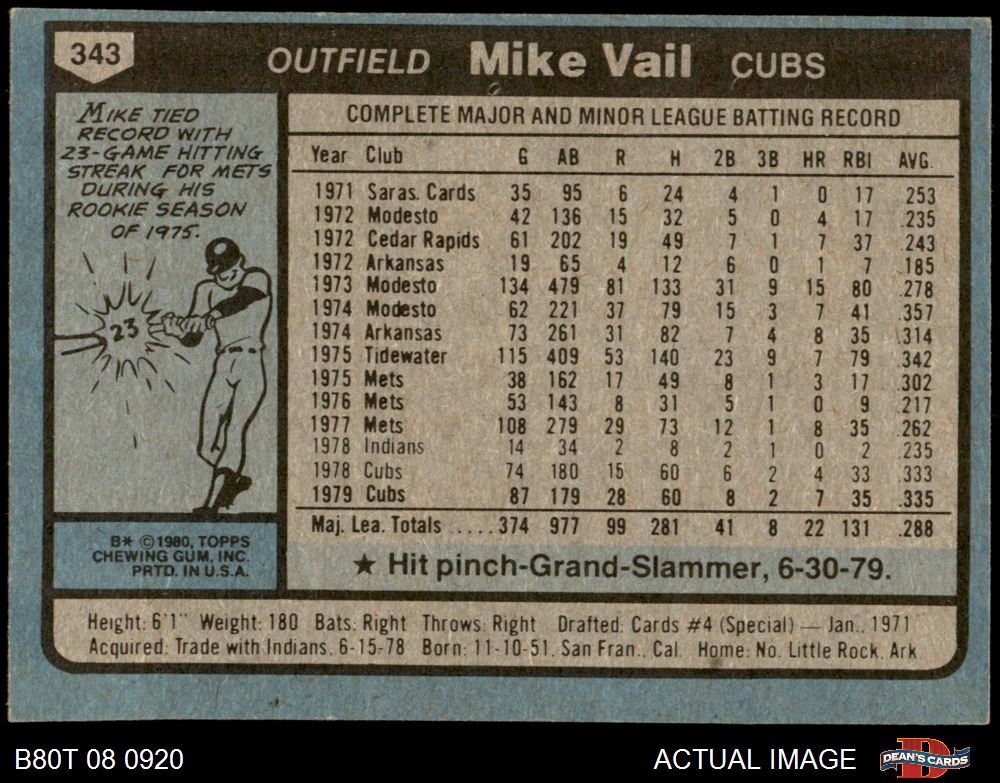 343
OUTFIELD Mike Vail CUBS
MIKE TIED
RECORD WITH
23-GAME HITTING
STREAK FOR METS
DURING HIS
ROOKIE SEASON
OF 1975.
23
COMPLETE MAJOR AND MINOR LEAGUE BATTING RECORD
Year Club G AB R H 2B 3B HR RBI AVG.
1971 Saras. Cards 35 95 6 24 4 1 0 17 .253
1972 Modesto 42 136 15 32 5 0 4 17 .235
1972 Cedar Rapids 61 202 19 49 7 1 7 37 .243
1972 Arkansas 19 65 4 12 6 0 1 7 .185
1973 Modesto 134 479 81 133 31 9 15 80 .278
1974 Modesto 62 221 37 79 15 3 7 41 .357
1974 Arkansas 73 261 31 82 7 4 8 35 .314
1975 Tidewater 115 409 53 140 23 9 7 79 .342
1975 Mets 38 162 17 49 8 1 3 17 .302
1976 Mets 53 143 8 31 5 1 0 9 .217
1977 Mets 108 279 29 73 12 1 8 35 .262
1978 Indians 14 34 2 8 2 1 0 2 .235
1978 Cubs 74 180 15 60 6 2 4 33 .333
1979 Cubs 87 179 28 60 8 2 7 35 .335
Maj. Lea. Totals ....374 977 99 281 41 8 22 131 .288
★ Hit pinch-Grand-Slammer, 6-30-79.
B* © 1980, TOPPS
CHEWING GUM, INC.
PRTD. IN U.S.A.
Height: 6'1" Weight: 180 Bats: Right Throws: Right Drafted: Cards #4 (Special) — Jan., 1971
Acquired: Trade with Indians, 6-15-78 Born: 11-10-51, San Fran., Cal. Home: No. Little Rock, Ark.
B80T 08 0920 ACTUAL IMAGE DEAN'S CARDS